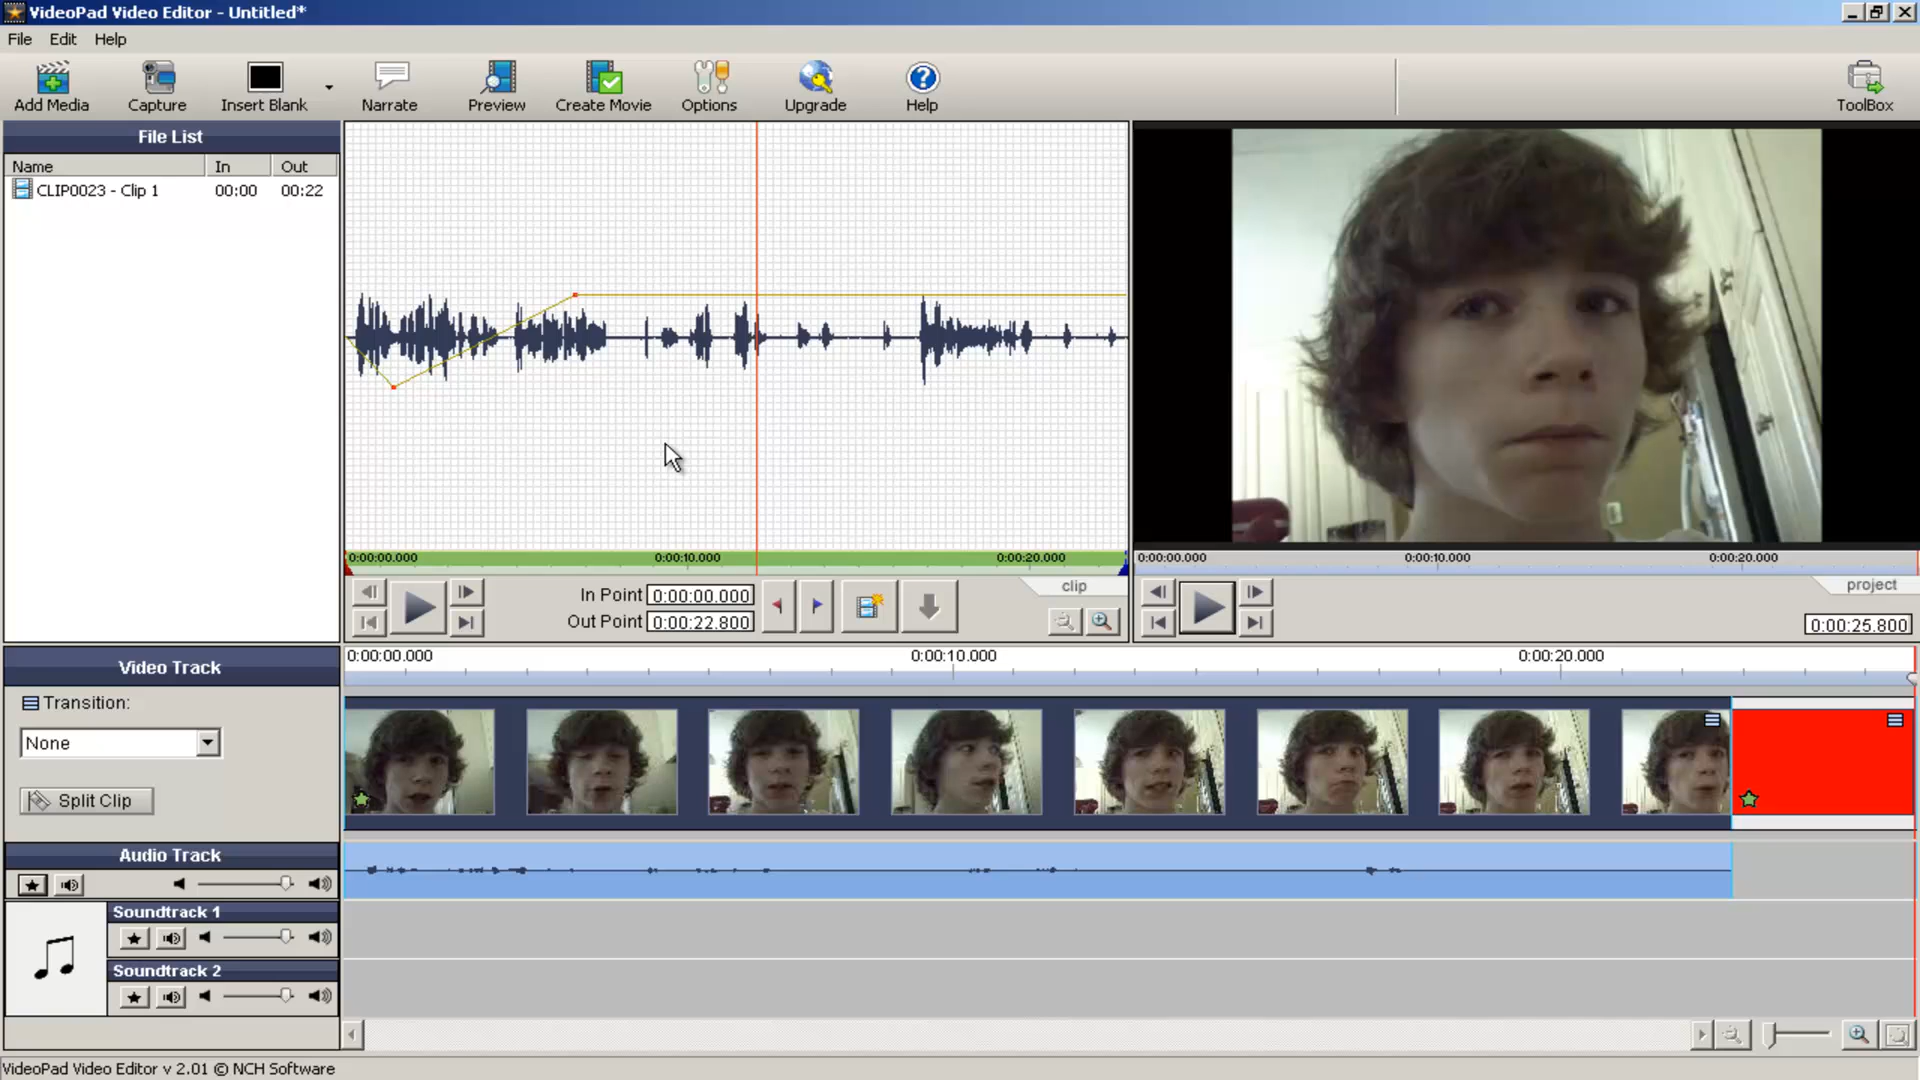 VideoPad Video Editor - Untitled*
File Edit Help
Add Media Capture Insert Blank Narrate Preview Create Movie Options Upgrade Help ToolBox
File List
Name In Out
CLIP0023 - Clip 1 00:00 00:22
0:00:00.000 0:00:10.000 0:00:20.000
0:00:00.000 0:00:10.000 0:00:20.000
In Point 0:00:00.000
Out Point 0:00:22.800
clip
project
0:00:25.800
Video Track
0:00:00.000 0:00:10.000 0:00:20.000
Transition:
None
Split Clip
Audio Track
Soundtrack 1
Soundtrack 2
VideoPad Video Editor v 2.01 © NCH Software